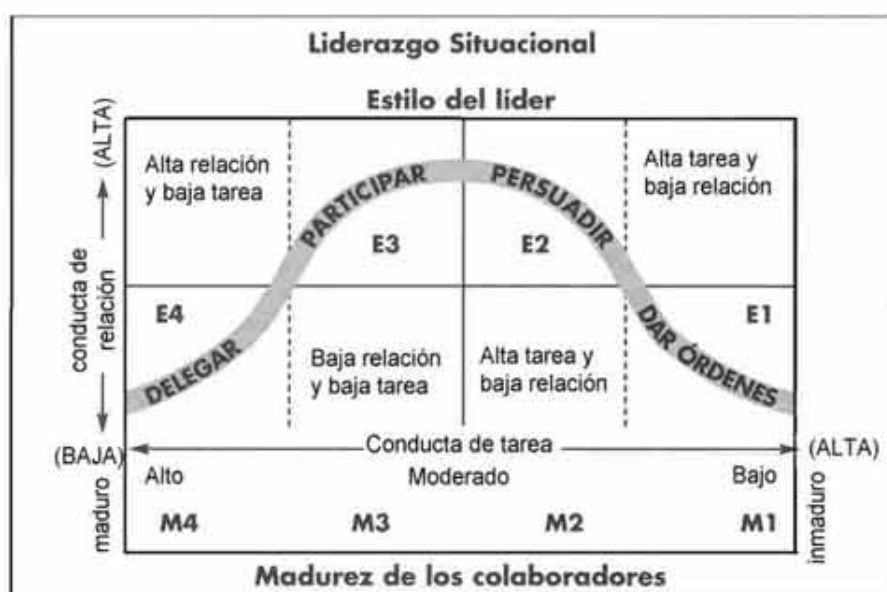 Liderazgo Situacional
Estilo del líder
(ALTA)
conducta de
relación
Alta relación
y baja tarea
PARTICIPAR
PERSUADIR
Alta tarea y
baja relación
E3
E2
E4
E1
DELEGAR
Baja relación
y baja tarea
Alta tarea y
baja relación
DAR ÓRDENES
(BAJA)
Conducta de tarea
(ALTA)
maduro
Alto
Moderado
Bajo
inmaduro
M4
M3
M2
M1
Madurez de los colaboradores